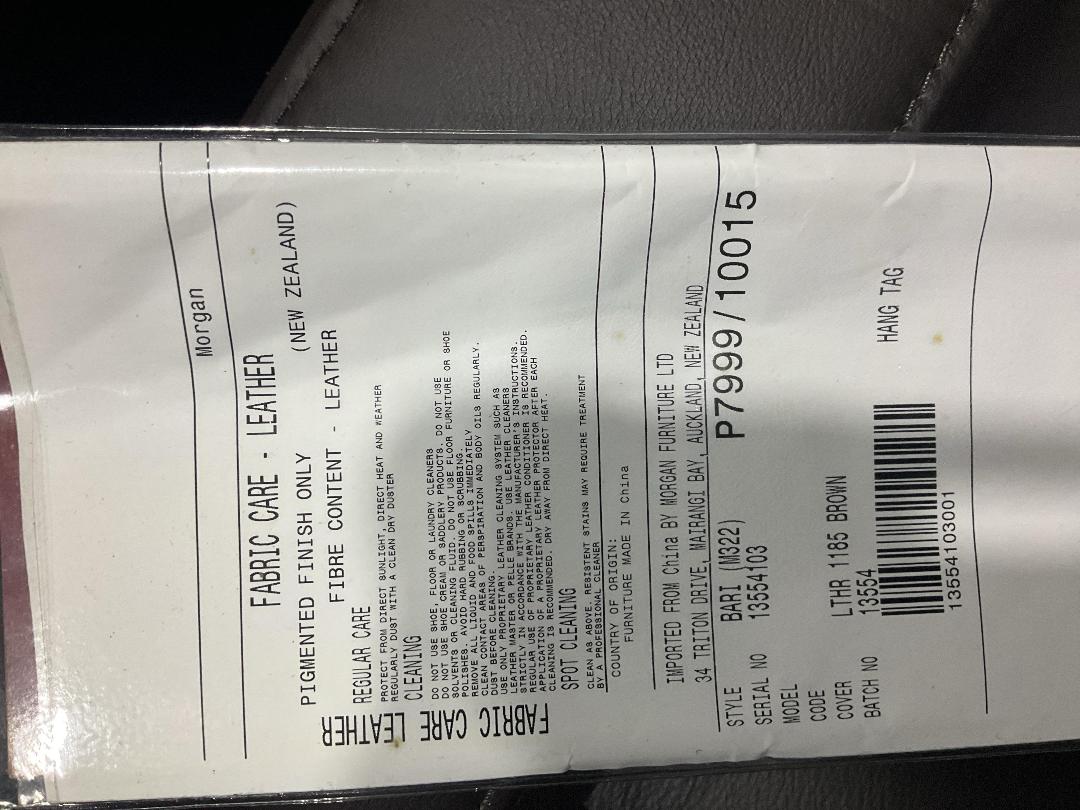 Morgan
FABRIC CARE - LEATHER
PIGMENTED FINISH ONLY (NEW ZEALAND)
FIBRE CONTENT - LEATHER
FABRIC CARE LEATHER
REGULAR CARE
PROTECT FROM DIRECT SUNLIGHT, DIRECT HEAT AND WEATHER
REGULARLY DUST WITH A CLEAN DRY DUSTER
CLEANING
DO NOT USE SHOE, FLOOR OR LAUNDRY CLEANERS
DO NOT USE SHOE CREAM OR SADDLERY PRODUCTS. DO NOT USE
SOLVENTS OR CLEANING FLUID. DO NOT USE FLOOR FURNITURE OR SHOE
POLISHES. AVOID HARD RUBBING OR SCRUBBING.
REMOVE ALL LIQUID AND FOOD SPILLS IMMEDIATELY
CLEAN CONTACT AREAS OF PERSPIRATION AND BODY OILS REGULARLY.
DUST BEFORE CLEANING.
USE ONLY PROPRIETARY LEATHER CLEANING SYSTEM SUCH AS
LEATHER MASTER OR PELLE BRANDS. USE LEATHER CLEANERS
STRICTLY IN ACCORDANCE WITH THE MANUFACTURER'S INSTRUCTIONS.
REGULAR USE OF PROPRIETARY LEATHER CONDITIONER IS RECOMMENDED.
APPLICATION OF A PROPRIETARY LEATHER PROTECTOR AFTER EACH
CLEANING IS RECOMMENDED. DRY AWAY FROM DIRECT HEAT.
SPOT CLEANING
CLEAN AS ABOVE. RESISTENT STAINS MAY REQUIRE TREATMENT
BY A PROFESSIONAL CLEANER
COUNTRY OF ORIGIN:
FURNITURE MADE IN China
IMPORTED FROM China BY MORGAN FURNITURE LTD
34 TRITON DRIVE, MAIRANGI BAY, AUCKLAND, NEW ZEALAND
STYLE BARI (M322) P7999/10015
SERIAL NO 13554103
MODEL
CODE
COVER LTHR 1185 BROWN
BATCH NO 13554
HANG TAG
13554103001